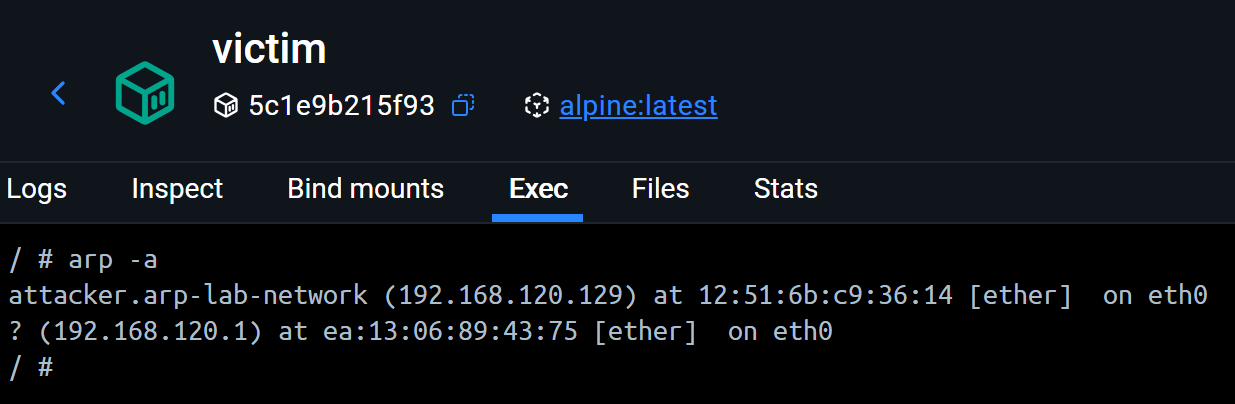 victim
5c1e9b215f93 alpine:latest
Logs Inspect Bind mounts Exec Files Stats
/ # arp -a
attacker.arp-lab-network (192.168.120.129) at 12:51:6b:c9:36:14 [ether]  on eth0
? (192.168.120.1) at ea:13:06:89:43:75 [ether]  on eth0
/ #